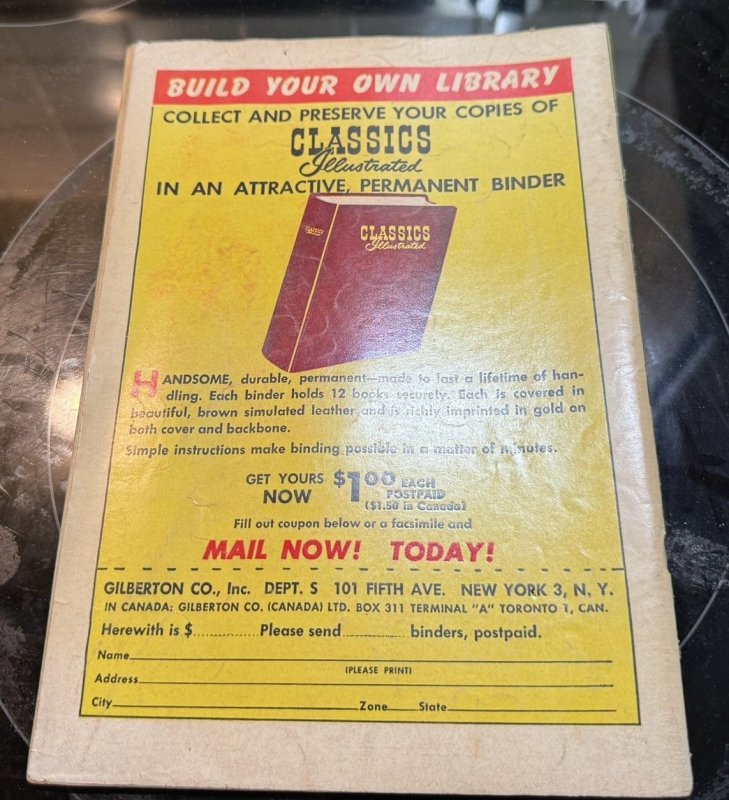 BUILD YOUR OWN LIBRARY
COLLECT AND PRESERVE YOUR COPIES OF
CLASSICS
Illustrated
IN AN ATTRACTIVE, PERMANENT BINDER
CLASSICS
Illustrated
CLASSICS
Illustrated
HANDSOME, durable, permanent—made to last a lifetime of han-
dling. Each binder holds 12 books securely. Each is covered in
beautiful, brown simulated leather and is richly imprinted in gold on
both cover and backbone.
Simple instructions make binding possible in a matter of minutes.
GET YOURS NOW $1.00 EACH
POSTPAID
($1.50 in Canada)
Fill out coupon below or a facsimile and
MAIL NOW! TODAY!
GILBERTON CO., Inc. DEPT. S 101 FIFTH AVE. NEW YORK 3, N. Y.
IN CANADA: GILBERTON CO. (CANADA) LTD. BOX 311 TERMINAL "A" TORONTO 1, CAN.
Herewith is $............ Please send............ binders, postpaid.
Name
(PLEASE PRINT)
Address
City Zone State